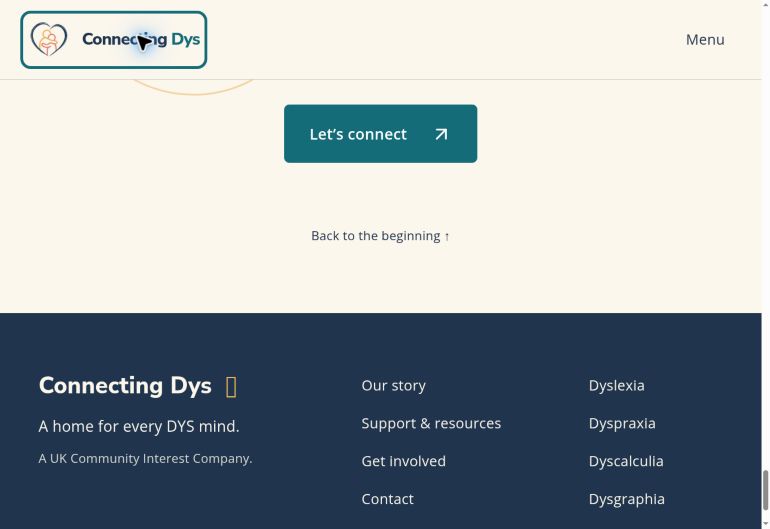 Connecting Dys
Menu
Let’s connect
Back to the beginning ↑
Connecting Dys
A home for every DYS mind.
A UK Community Interest Company.
Our story
Support & resources
Get involved
Contact
Dyslexia
Dyspraxia
Dyscalculia
Dysgraphia